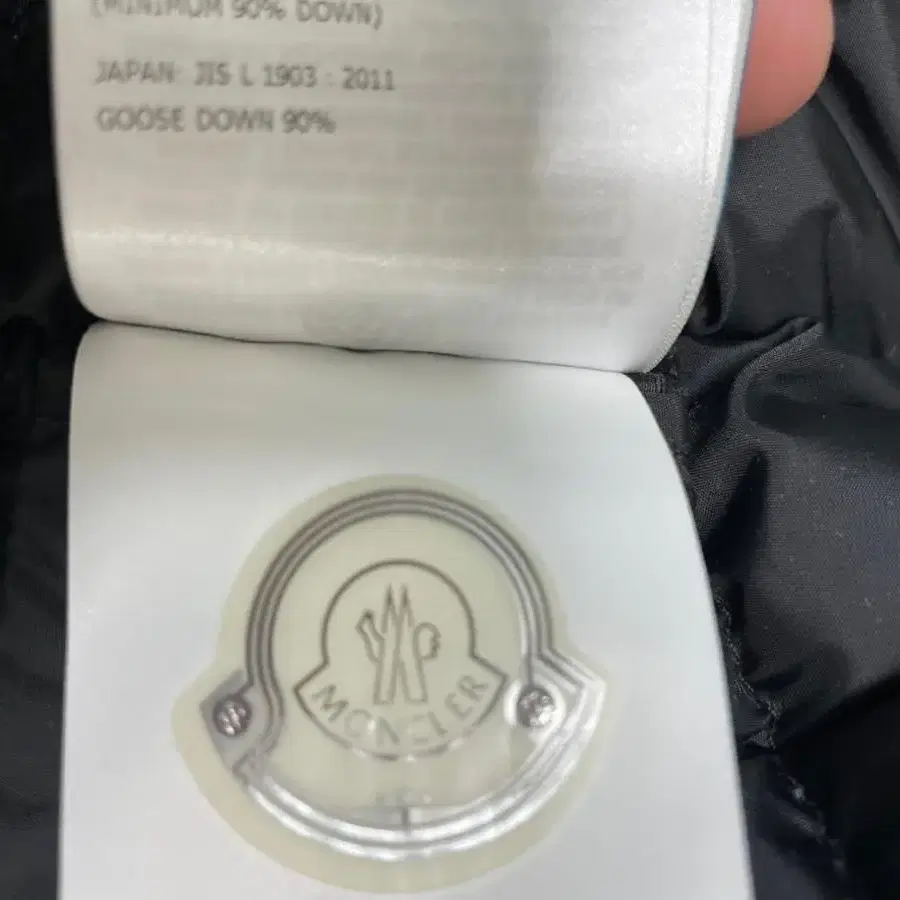 (MINIMUM 90% DOWN)
JAPAN: JIS L 1903 : 2011
GOOSE DOWN 90%
MONCLER